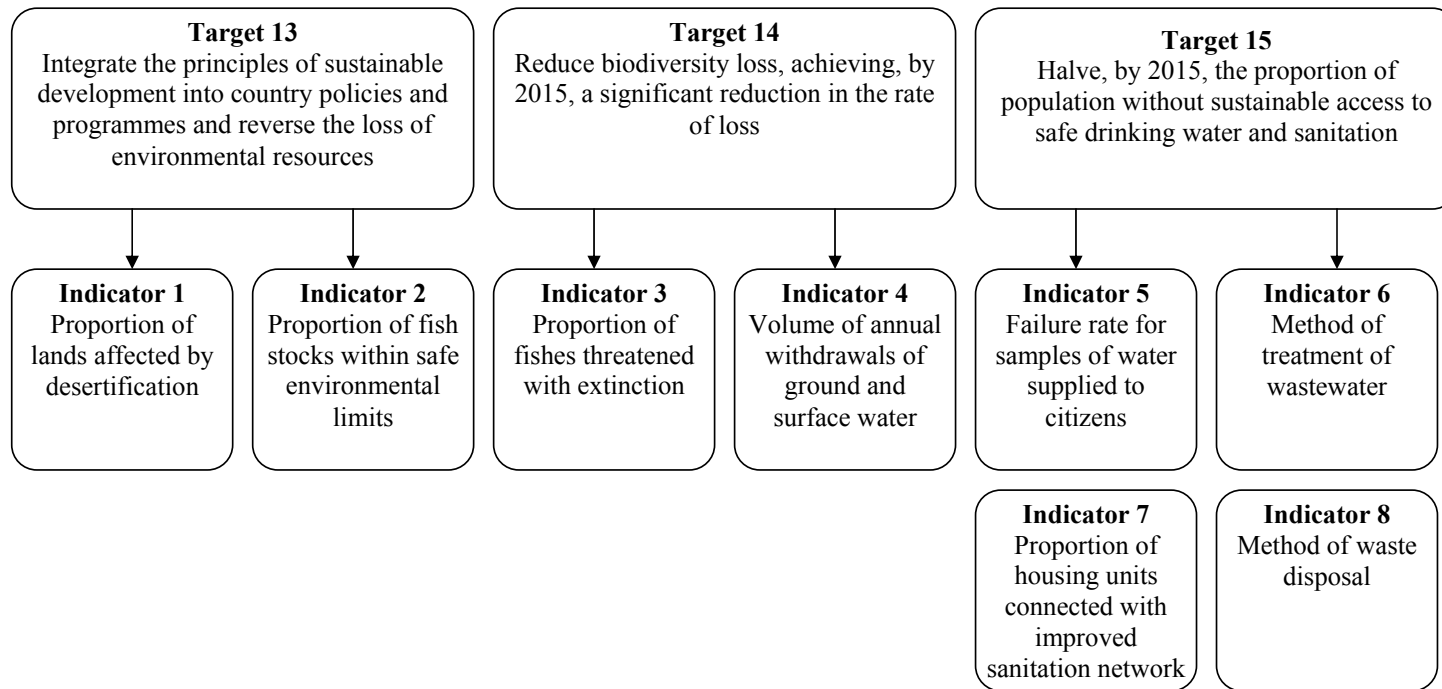 Target 13
Integrate the principles of sustainable
development into country policies and
programmes and reverse the loss of
environmental resources
Target 14
Reduce biodiversity loss, achieving, by
2015, a significant reduction in the rate
of loss
Target 15
Halve, by 2015, the proportion of
population without sustainable access to
safe drinking water and sanitation
Indicator 1
Proportion of
lands affected by
desertification
Indicator 2
Proportion of fish
stocks within safe
environmental
limits
Indicator 3
Proportion of
fishes threatened
with extinction
Indicator 4
Volume of annual
withdrawals of
ground and
surface water
Indicator 5
Failure rate for
samples of water
supplied to
citizens
Indicator 6
Method of
treatment of
wastewater
Indicator 7
Proportion of
housing units
connected with
improved
sanitation network
Indicator 8
Method of waste
disposal